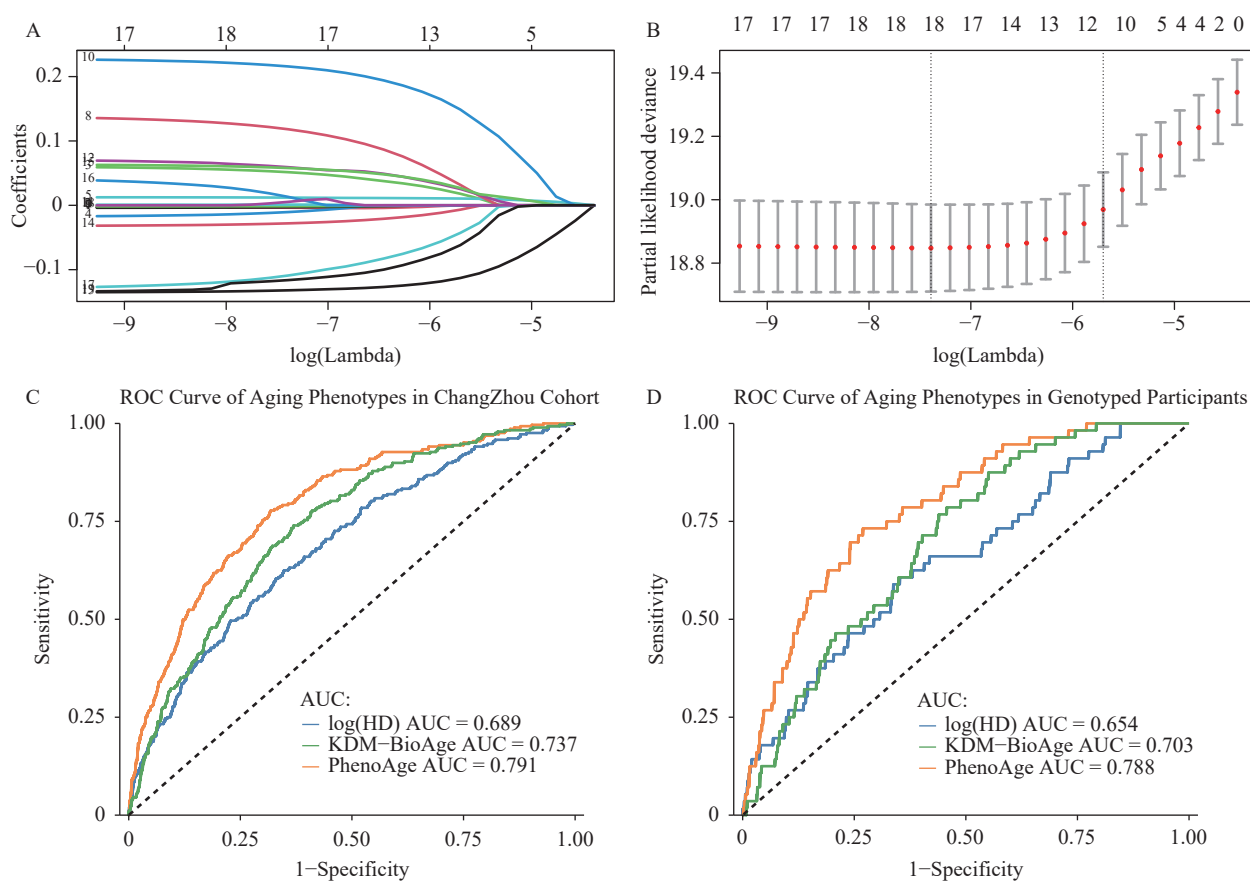 A
17 18 17 13 5
10
8
12
16
5
4
14
17
0.2
0.1
0
−0.1
Coefficients
−9 −8 −7 −6 −5
log(Lambda)
B
17 17 17 18 18 18 17 14 13 12 10 5 4 4 2 0
19.4
19.2
19.0
18.8
Partial likelihood deviance
−9 −8 −7 −6 −5
log(Lambda)
C
ROC Curve of Aging Phenotypes in ChangZhou Cohort
1.00
0.75
0.50
0.25
0
Sensitivity
AUC:
log(HD) AUC = 0.689
KDM−BioAge AUC = 0.737
PhenoAge AUC = 0.791
0 0.25 0.50 0.75 1.00
1−Specificity
D
ROC Curve of Aging Phenotypes in Genotyped Participants
1.00
0.75
0.50
0.25
0
Sensitivity
AUC:
log(HD) AUC = 0.654
KDM−BioAge AUC = 0.703
PhenoAge AUC = 0.788
0 0.25 0.50 0.75 1.00
1−Specificity